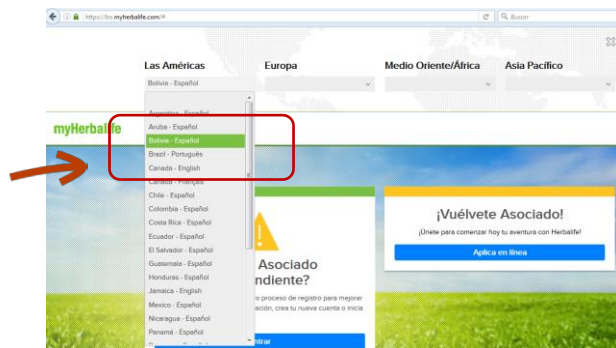 https://bo.myherbalife.com/#
Buscar
Las Américas
Europa
Medio Oriente/África
Asia Pacífico
Bolivia - Español
Argentina - Español
Aruba - Español
Bolivia - Español
Brazil - Português
Canada - English
Canada - Français
Chile - Español
Colombia - Español
Costa Rica - Español
Ecuador - Español
El Salvador - Español
Guatemala - Español
Honduras - Español
Jamaica - English
Mexico - Español
Nicaragua - Español
Panamá - Español
myHerbalife
Asociado
ndiente?
o proceso de registro para mejorar
ación, crea tu nueva cuenta o inicia
ntrar
¡Vuélvete Asociado!
¡Únete para comenzar hoy tu aventura con Herbalife!
Aplica en línea